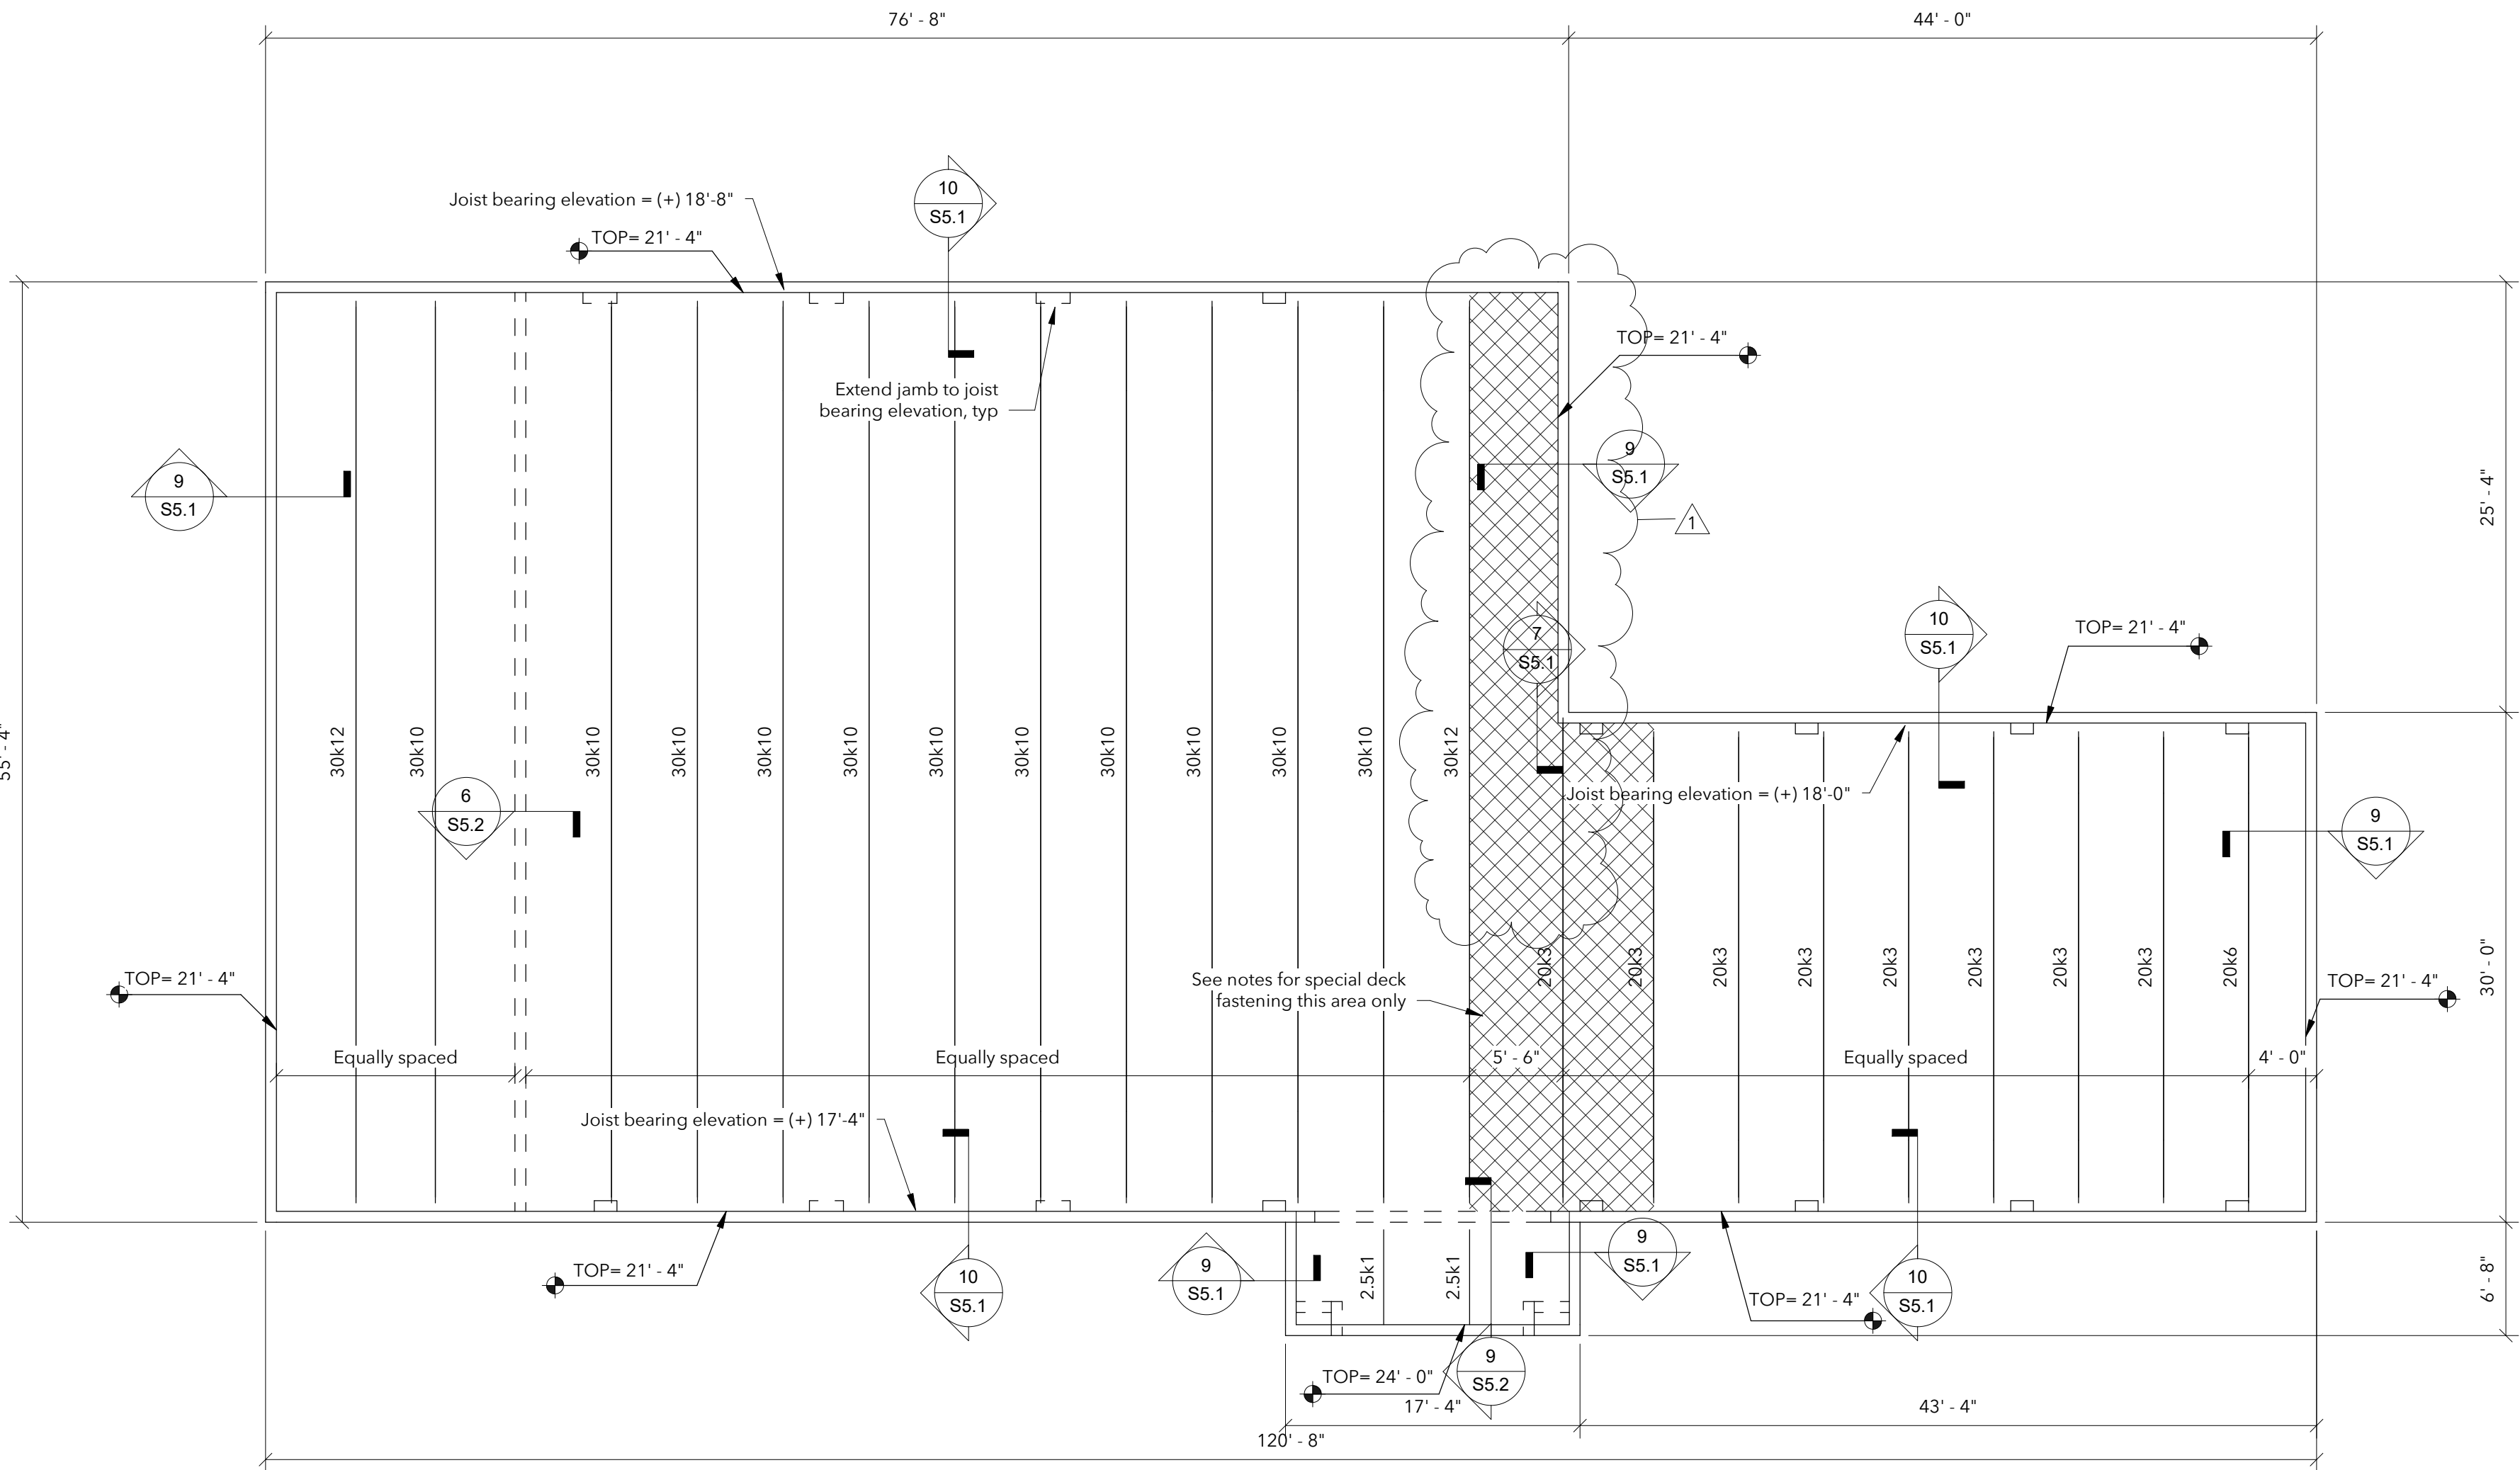 76' - 8"
44' - 0"
10
S5.1
Joist bearing elevation = (+) 18'-8"
TOP= 21' - 4"
TOP= 21' - 4"
Extend jamb to joist
bearing elevation, typ
9
S5.1
9
S5.1
25' - 4"
1
10
S5.1
TOP= 21' - 4"
7
S5.1
55' - 4"
30k12
30k10
30k10
30k10
30k10
30k10
30k10
30k10
30k10
30k10
30k10
30k10
30k12
Joist bearing elevation = (+) 18'-0"
6
S5.2
9
S5.1
20k3
20k3
20k3
20k3
20k3
20k3
20k3
20k3
20k6
30' - 0"
TOP= 21' - 4"
See notes for special deck
fastening this area only
TOP= 21' - 4"
Equally spaced
Equally spaced
5' - 6"
Equally spaced
4' - 0"
Joist bearing elevation = (+) 17'-4"
TOP= 21' - 4"
10
S5.1
9
S5.1
2.5k1
2.5k1
9
S5.1
TOP= 21' - 4"
10
S5.1
6' - 8"
TOP= 24' - 0"
9
S5.2
17' - 4"
43' - 4"
120' - 8"